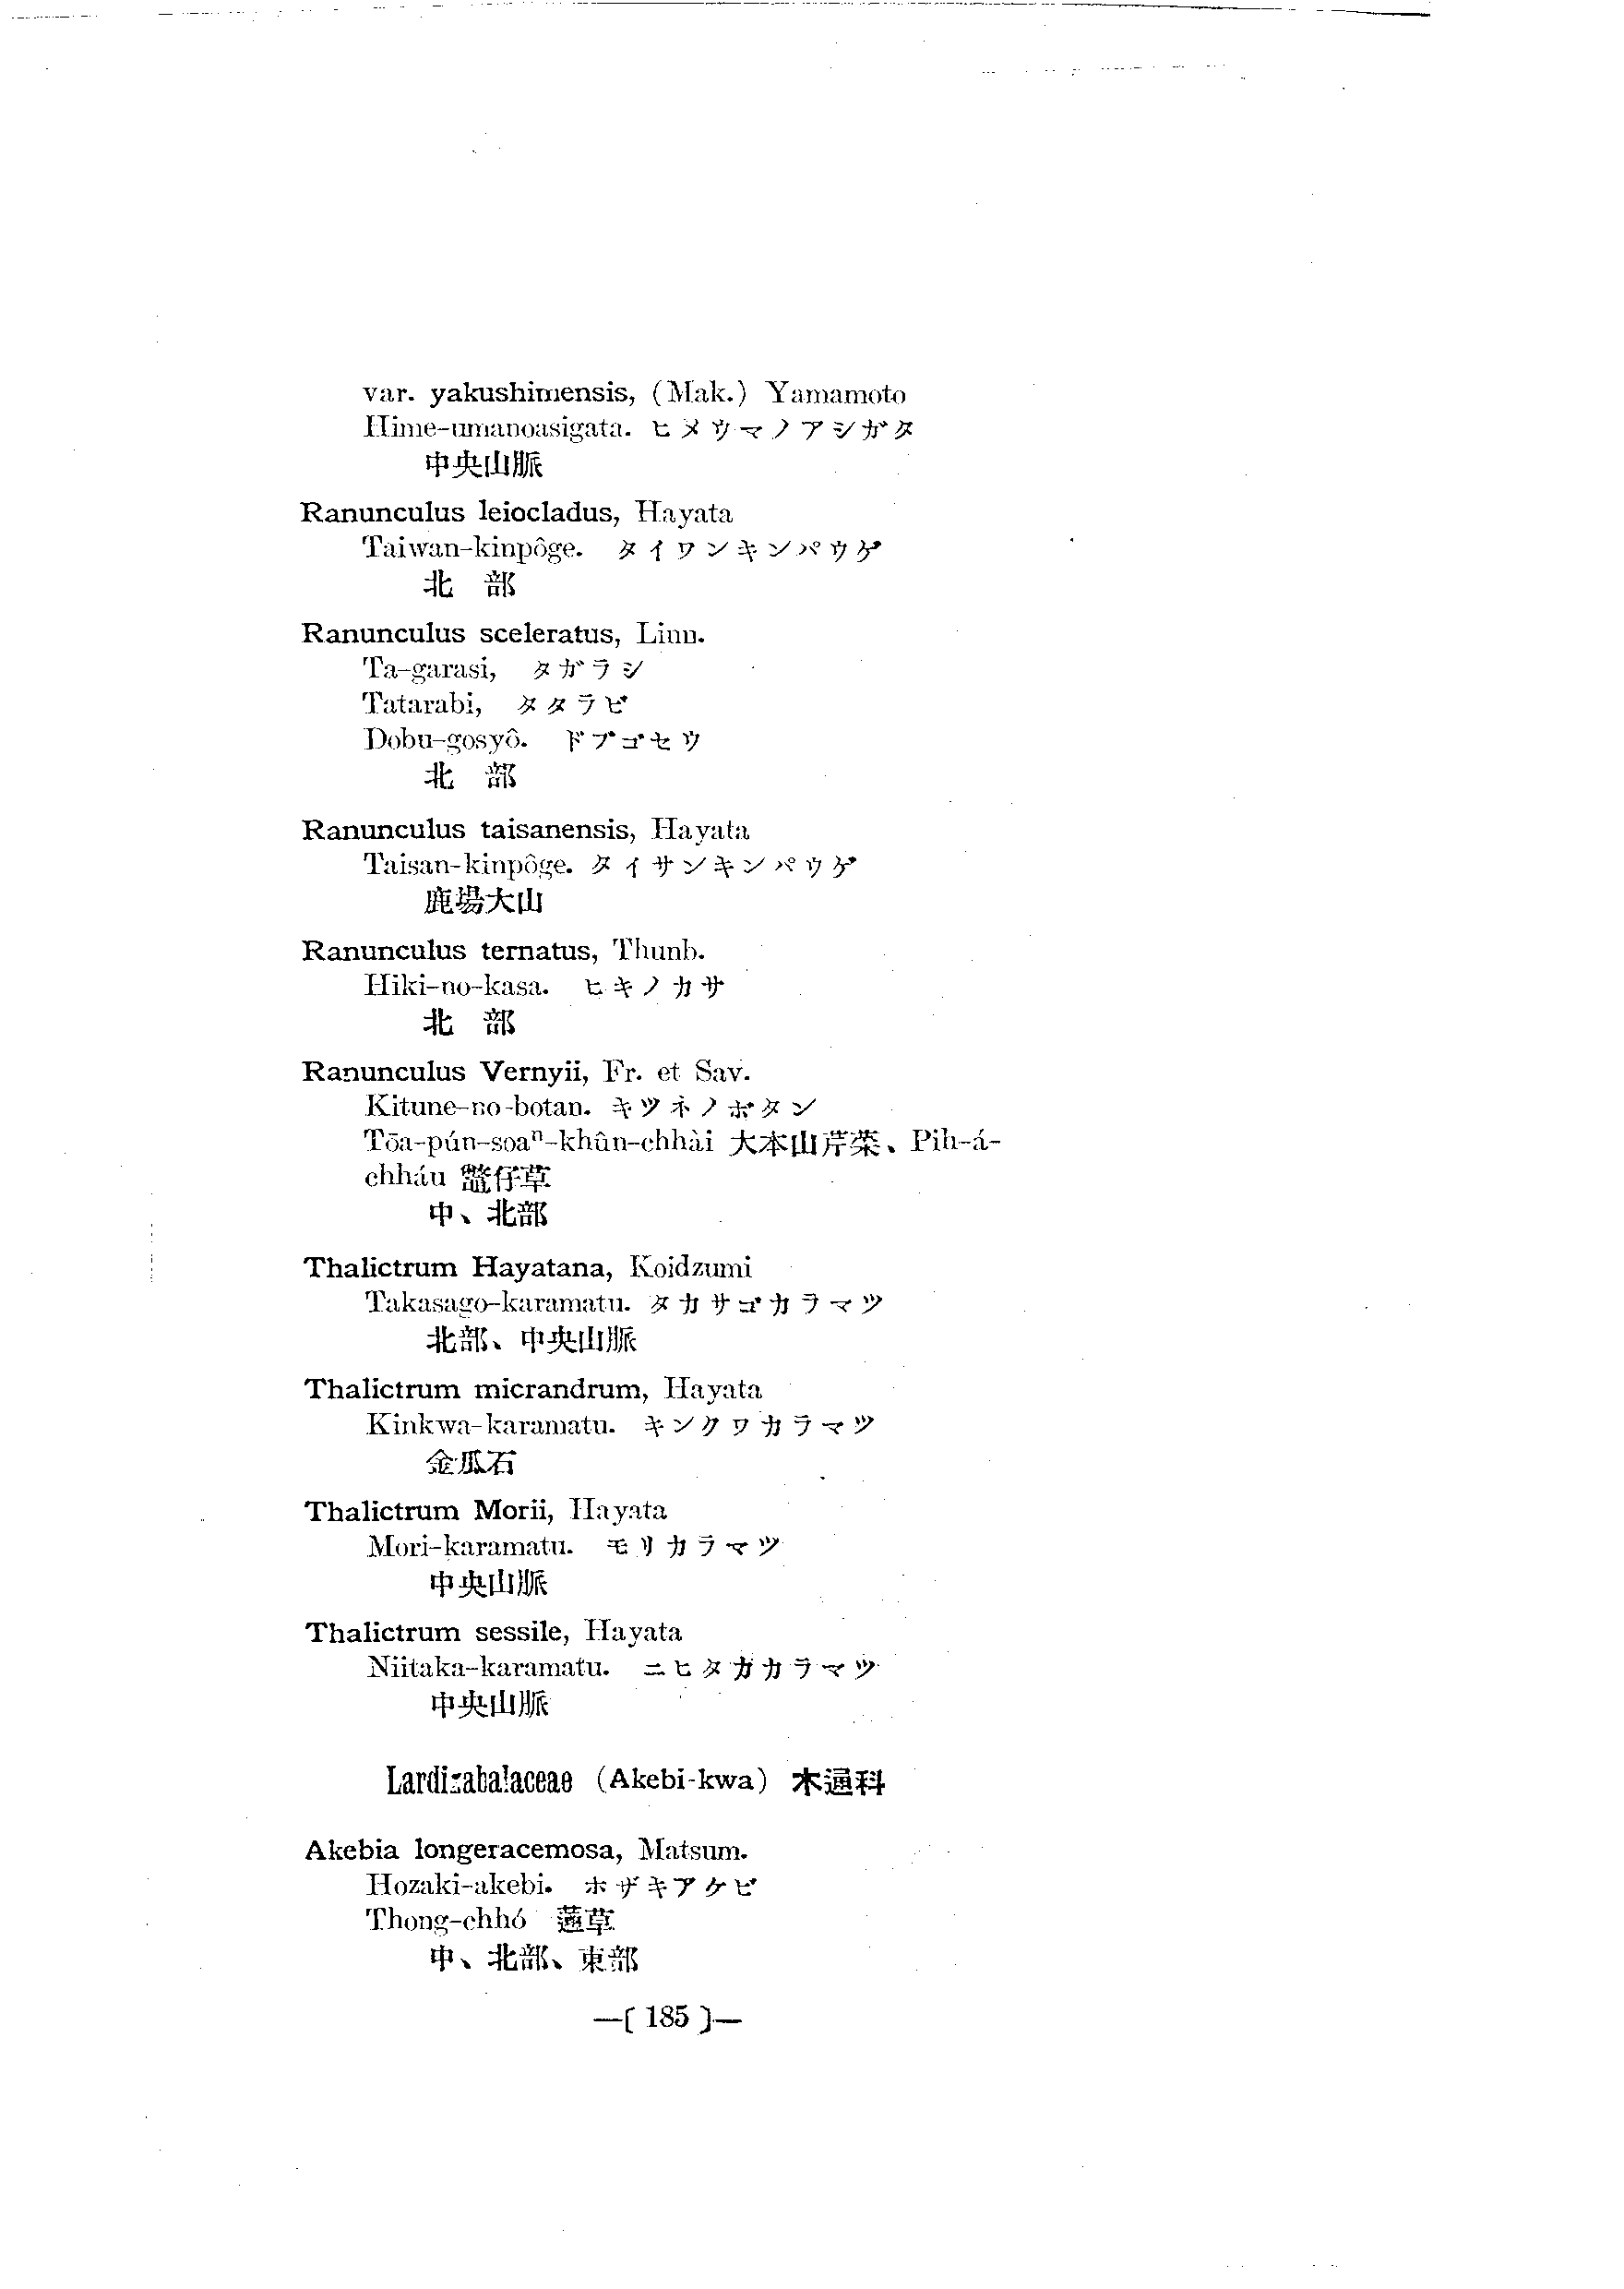 var. yakushimensis, (Mak.) Yamamoto
Hime-umanoasigata. ヒメウマノアシガタ
中央山脈
Ranunculus leiocladus, Hayata
Taiwan-kinpôge. タイワンキンパウゲ
北 部
Ranunculus sceleratus, Linn.
Ta-garasi, タガラシ
Tatarabi, タタラビ
Dobu-gosyô. ドブゴセウ
北 部
Ranunculus taisanensis, Hayata
Taisan-kinpôge. タイサンキンパウゲ
鹿場大山
Ranunculus ternatus, Thunb.
Hiki-no-kasa. ヒキノカサ
北 部
Ranunculus Vernyii, Fr. et Sav.
Kitune-no-botan. キツネノボタン
Tōa-pún-soaⁿ-khûn-chhài 大本山芹菜、Pih-á-
chháu 仔草
中、北部
Thalictrum Hayatana, Koidzumi
Takasago-karamatu. タカサゴカラマツ
北部、中央山脈
Thalictrum micrandrum, Hayata
Kinkwa-karamatu. キンクワカラマツ
金瓜石
Thalictrum Morii, Hayata
Mori-karamatu. モリカラマツ
中央山脈
Thalictrum sessile, Hayata
Niitaka-karamatu. ニヒタカカラマツ
中央山脈
Lardizabalaceae (Akebi-kwa) 木通科
Akebia longeracemosa, Matsum.
Hozaki-akebi. ホザキアケビ
Thong-chhó 蓪草
中、北部、東部
—[ 185 ]—